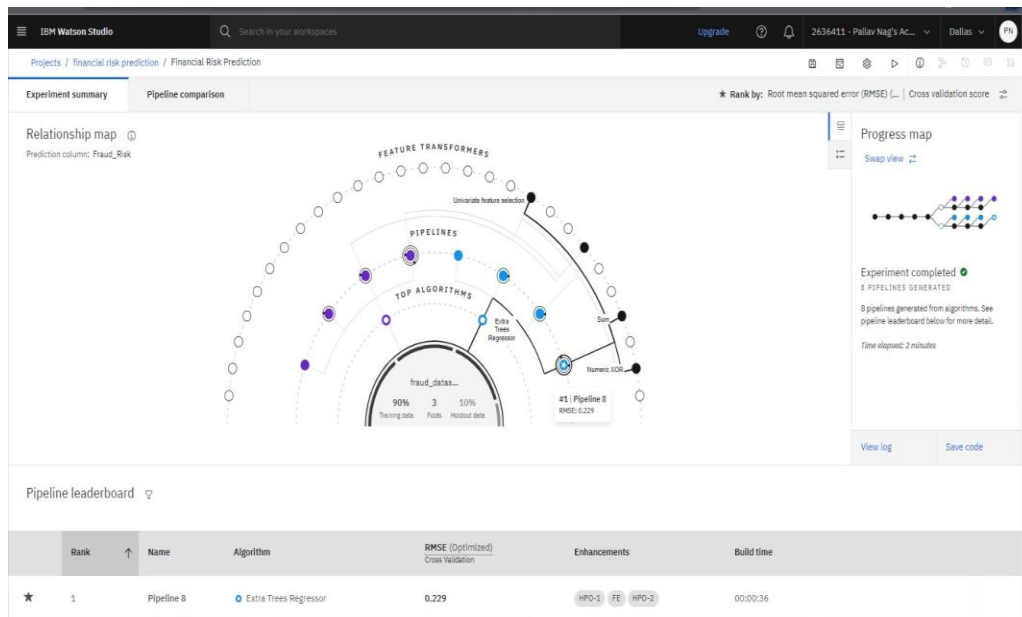 IBM Watson Studio
Search in your workspaces
Upgrade
2636411 - Pallav Nag's Ac...
Dallas
PN
Projects / financial risk prediction / Financial Risk Prediction
Experiment summary
Pipeline comparison
★ Rank by: Root mean squared error (RMSE) (... | Cross validation score
Relationship map
Prediction column: Fraud_Risk
FEATURE TRANSFORMERS
Univariate feature selection
PIPELINES
TOP ALGORITHMS
Extra
Trees
Regressor
Sum
Numeric XOR
fraud_datas...
90% 3 10%
Training data Folds Holdout data
#1 | Pipeline 8
RMSE: 0.229
Progress map
Swap view
Experiment completed
8 PIPELINES GENERATED
8 pipelines generated from algorithms. See
pipeline leaderboard below for more detail.
Time elapsed: 2 minutes
View log
Save code
Pipeline leaderboard
Rank ↑ Name Algorithm RMSE (Optimized) Enhancements Build time
Cross Validation
★ 1 Pipeline 8 Extra Trees Regressor 0.229 HPO-1 FE HPO-2 00:00:36